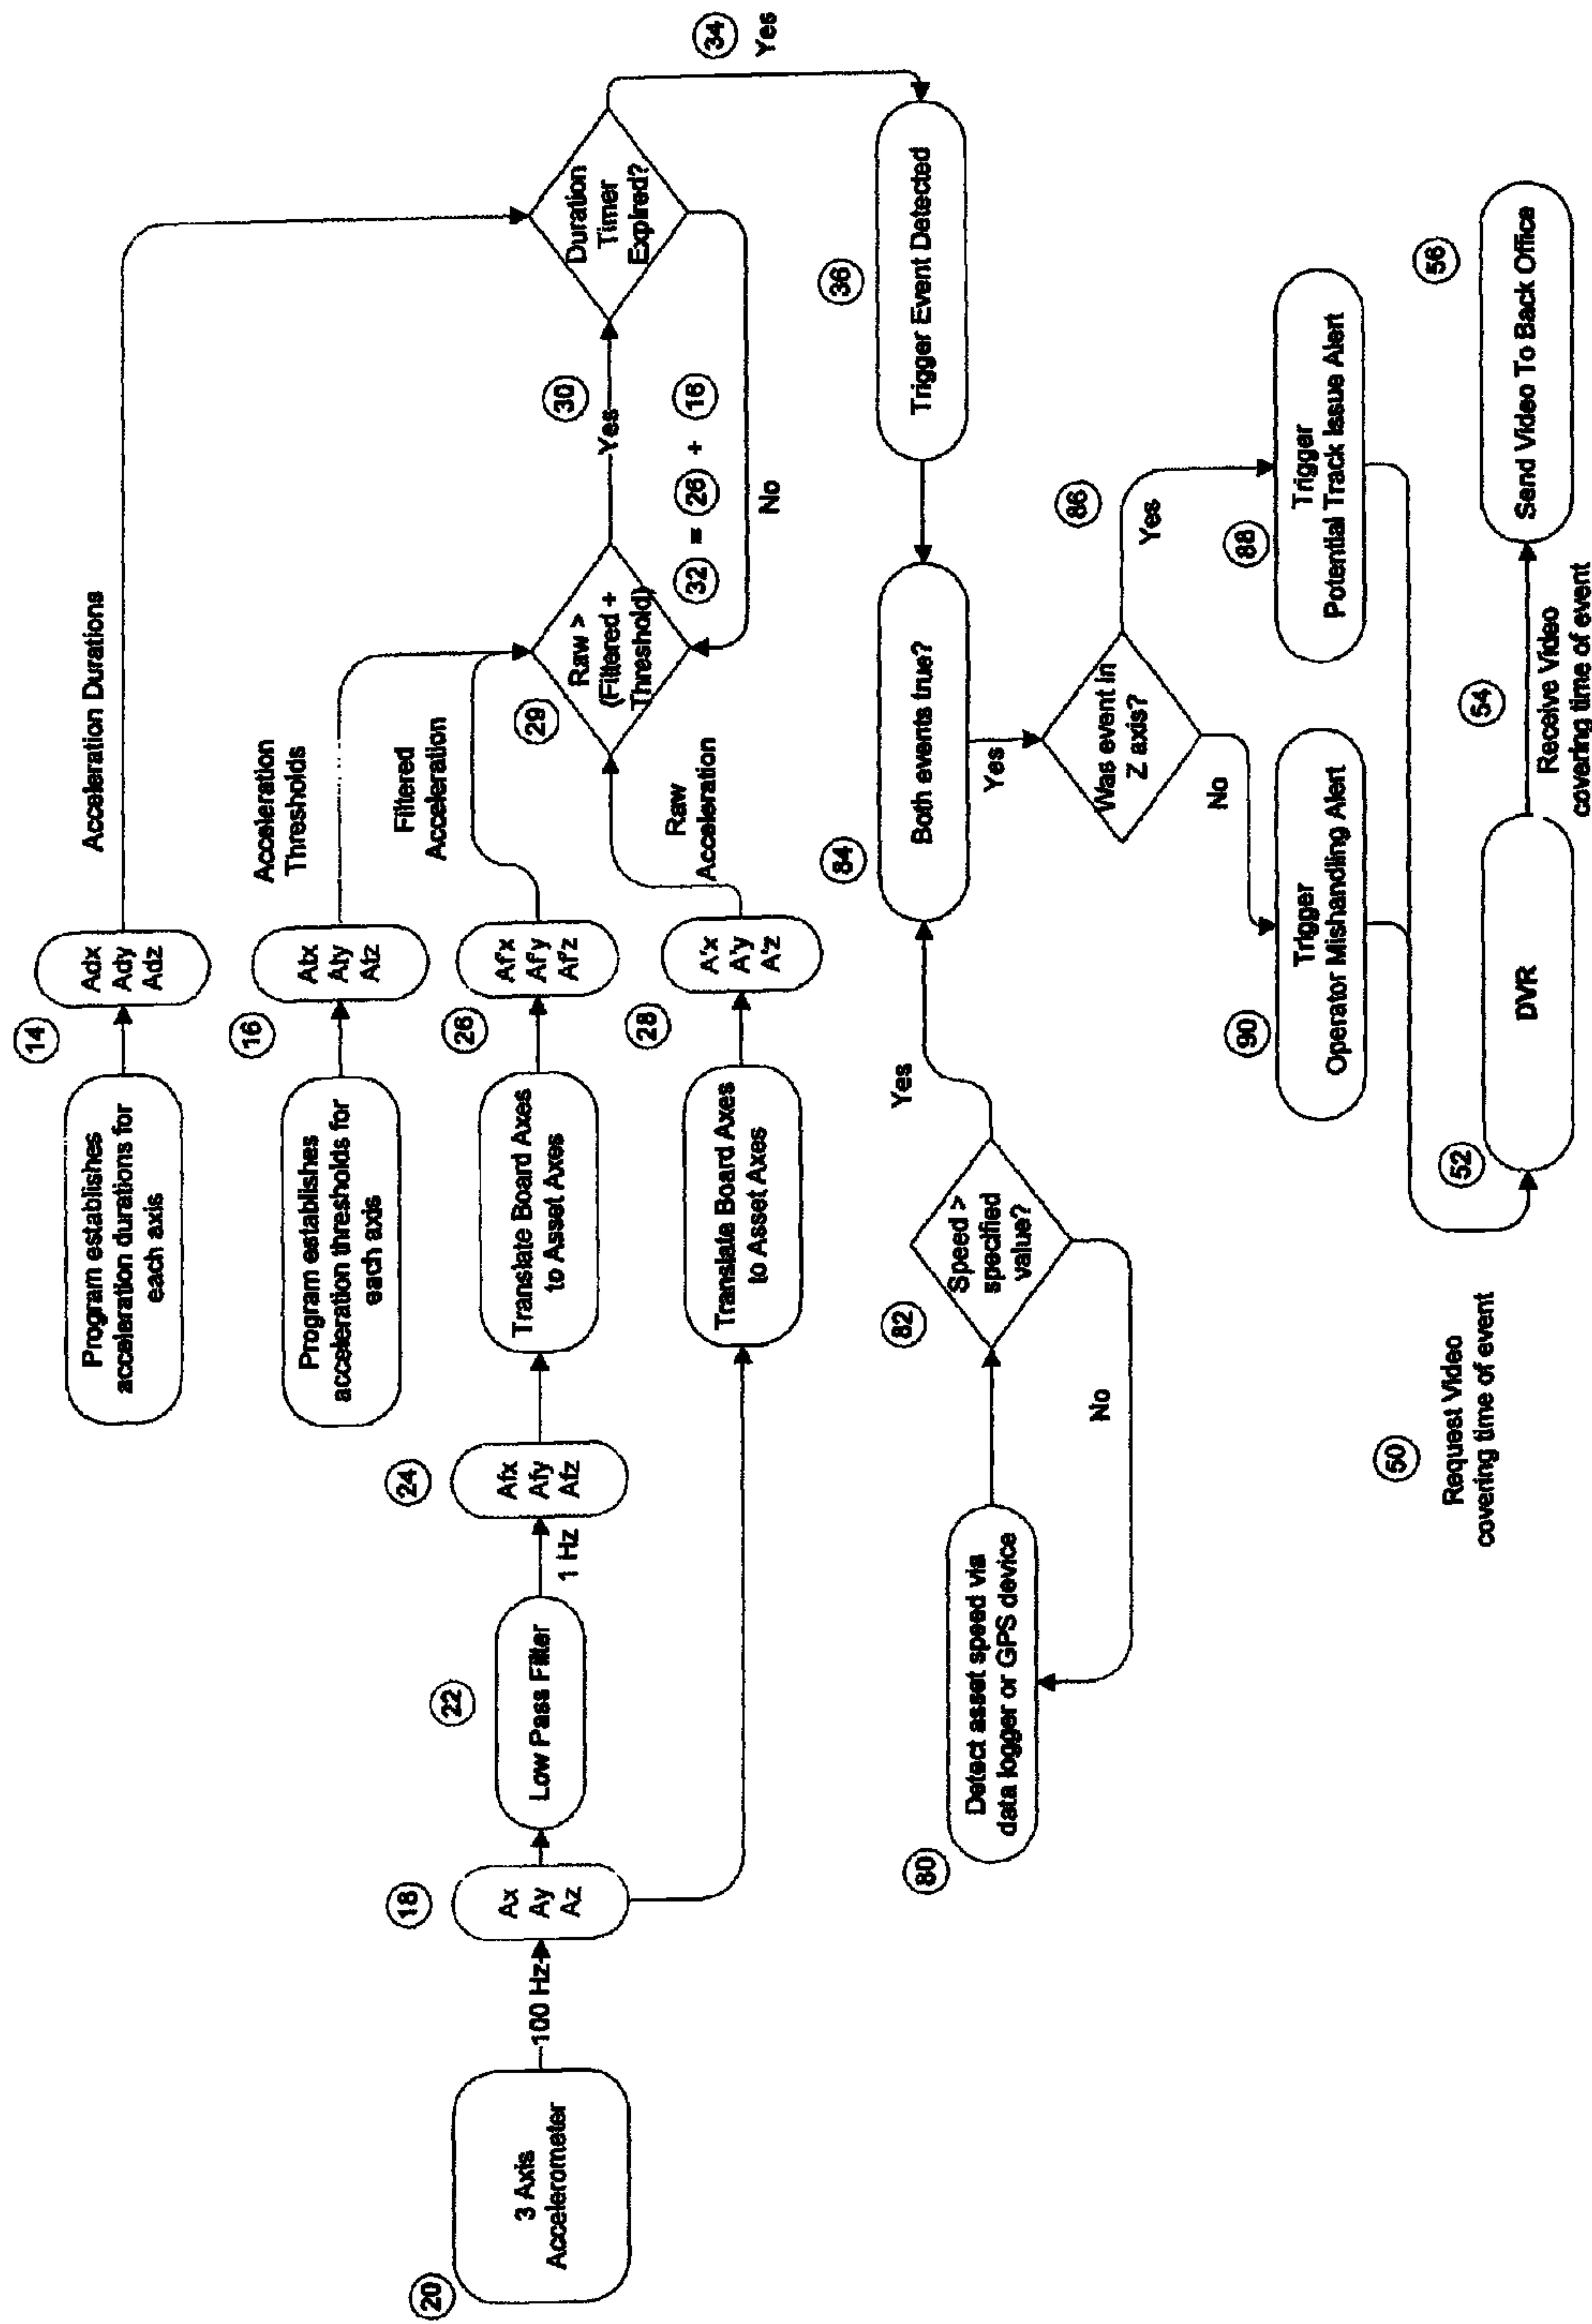 14
Program establishes
acceleration durations for
each axis
Adx
Ady
Adz
Acceleration Durations
16
Program establishes
acceleration thresholds for
each axis
Atx
Aty
Atz
Acceleration
Thresholds
20
3 Axis
Accelerometer
100 Hz
18
Ax
Ay
Az
22
Low Pass Filter
1 Hz
24
Afx
Afy
Afz
Translate Board Axes
to Asset Axes
26
Af'x
Af'y
Af'z
Filtered
Acceleration
Translate Board Axes
to Asset Axes
28
A'x
A'y
A'z
Raw
Acceleration
29
Raw >
(Filtered +
Threshold)
30
Yes
32 = 26 + 16
No
Duration
Timer
Expired?
34
Yes
36
Trigger Event Detected
80
Detect asset speed via
data logger or GPS device
82
Speed >
specified
value?
No
Yes
84
Both events true?
Yes
Was event in
Z axis?
86
Yes
No
88
Trigger
Potential Track Issue Alert
90
Trigger
Operator Mishandling Alert
50
Request Video
covering time of event
52
DVR
54
Receive Video
covering time of event
56
Send Video To Back Office